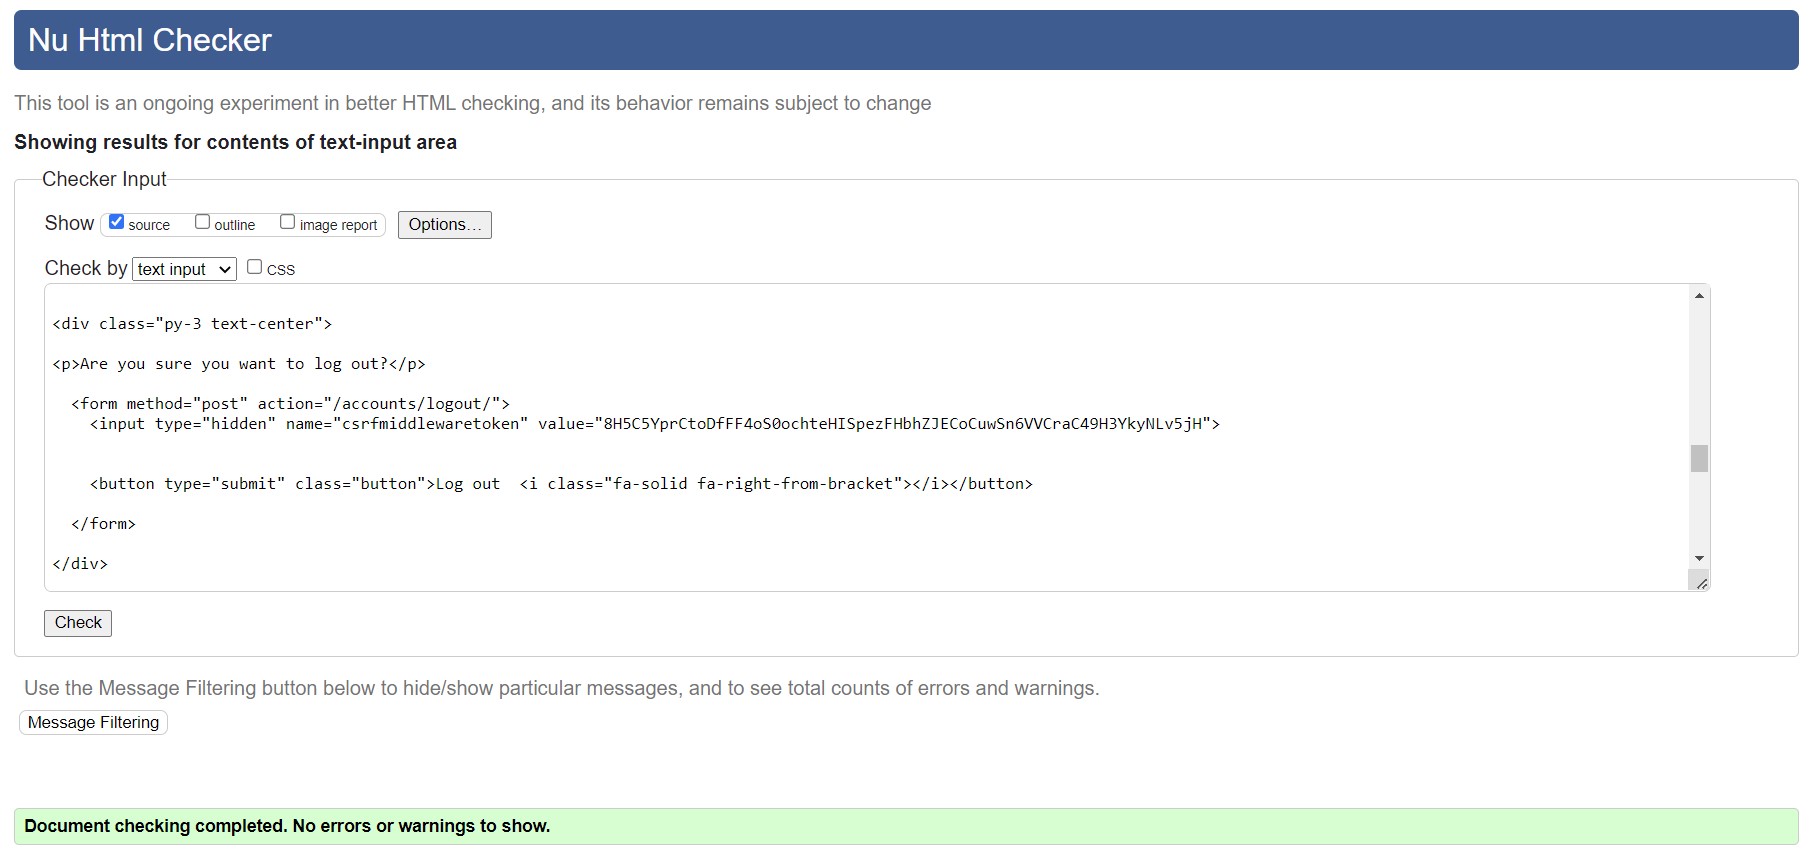 Nu Html Checker
This tool is an ongoing experiment in better HTML checking, and its behavior remains subject to change
Showing results for contents of text-input area
Checker Input
Show source outline image report Options...
Check by text input CSS
<div class="py-3 text-center">
<p>Are you sure you want to log out?</p>
<form method="post" action="/accounts/logout/">
<input type="hidden" name="csrfmiddlewaretoken" value="8H5C5YprCtoDfFF4oS0ochteHISpezFHbhZJECoCuwSn6VVCraC49H3YkyNLv5jH">
<button type="submit" class="button">Log out  <i class="fa-solid fa-right-from-bracket"></i></button>
</form>
</div>
Check
Use the Message Filtering button below to hide/show particular messages, and to see total counts of errors and warnings.
Message Filtering
Document checking completed. No errors or warnings to show.